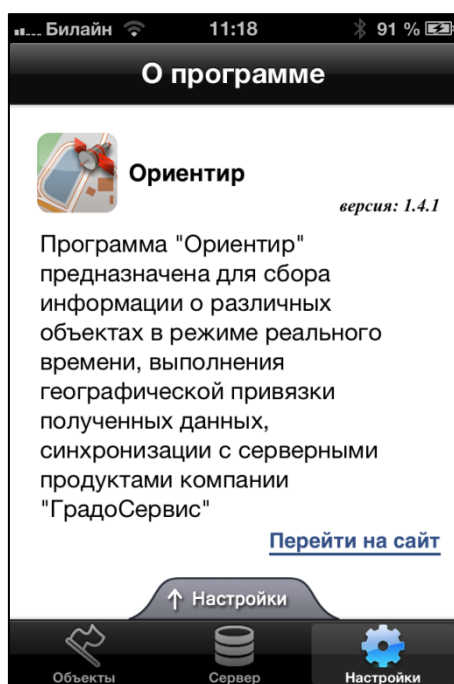 Билайн 11:18 91 %
О программе
Ориентир
версия: 1.4.1
Программа "Ориентир"
предназначена для сбора
информации о различных
объектах в режиме реального
времени, выполнения
географической привязки
полученных данных,
синхронизации с серверными
продуктами компании
"ГрадоСервис"
Перейти на сайт
↑ Настройки
Объекты Сервер Настройки